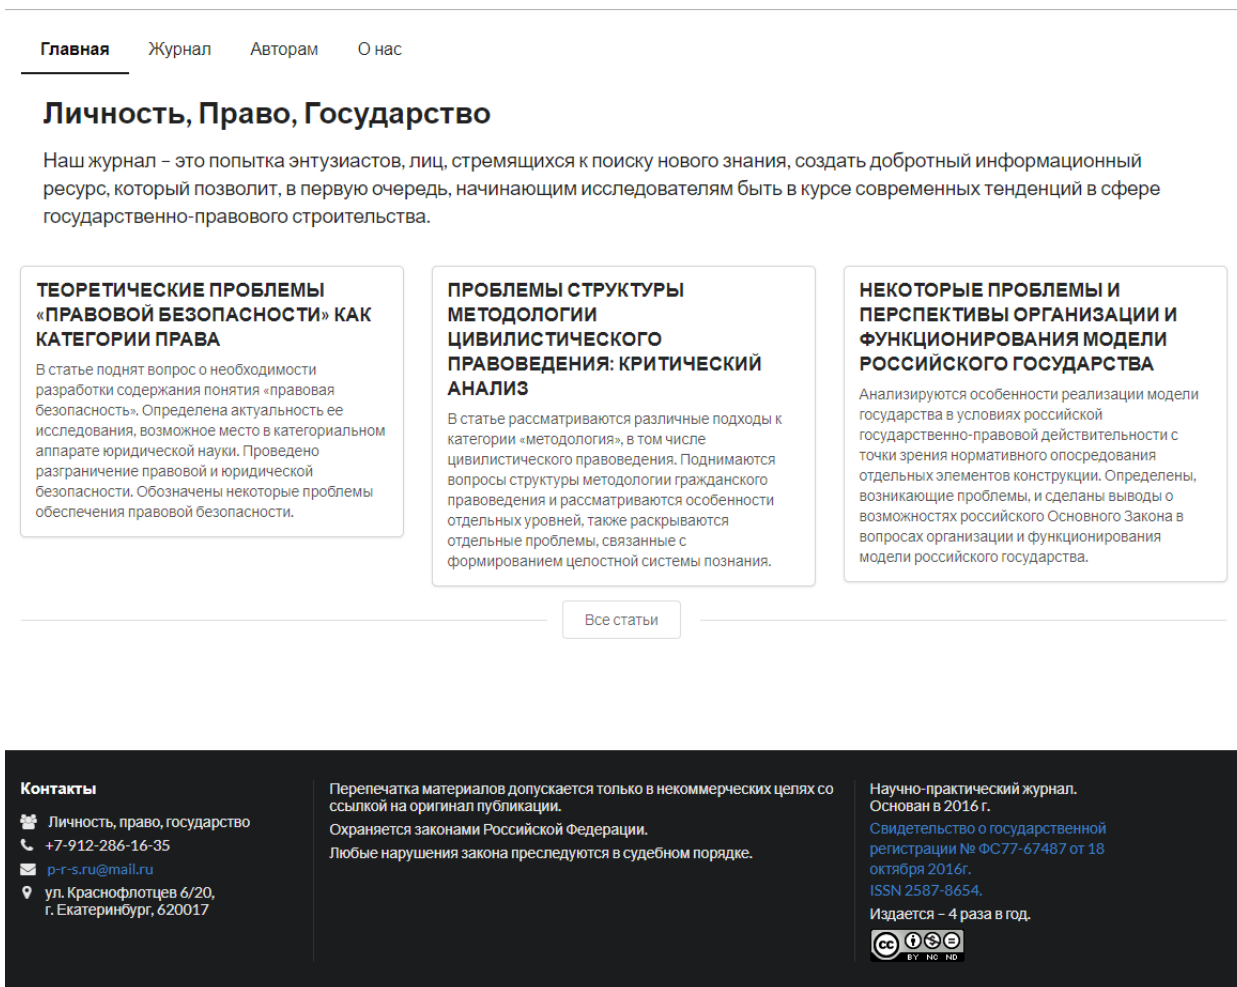 Главная Журнал Авторам О нас
Личность, Право, Государство
Наш журнал – это попытка энтузиастов, лиц, стремящихся к поиску нового знания, создать добротный информационный
ресурс, который позволит, в первую очередь, начинающим исследователям быть в курсе современных тенденций в сфере
государственно-правового строительства.
ТЕОРЕТИЧЕСКИЕ ПРОБЛЕМЫ
«ПРАВОВОЙ БЕЗОПАСНОСТИ» КАК
КАТЕГОРИИ ПРАВА
В статье поднят вопрос о необходимости
разработки содержания понятия «правовая
безопасность». Определена актуальность ее
исследования, возможное место в категориальном
аппарате юридической науки. Проведено
разграничение правовой и юридической
безопасности. Обозначены некоторые проблемы
обеспечения правовой безопасности.
ПРОБЛЕМЫ СТРУКТУРЫ
МЕТОДОЛОГИИ
ЦИВИЛИСТИЧЕСКОГО
ПРАВОВЕДЕНИЯ: КРИТИЧЕСКИЙ
АНАЛИЗ
В статье рассматриваются различные подходы к
категории «методология», в том числе
цивилистического правоведения. Поднимаются
вопросы структуры методологии гражданского
правоведения и рассматриваются особенности
отдельных уровней, также раскрываются
отдельные проблемы, связанные с
формированием целостной системы познания.
НЕКОТОРЫЕ ПРОБЛЕМЫ И
ПЕРСПЕКТИВЫ ОРГАНИЗАЦИИ И
ФУНКЦИОНИРОВАНИЯ МОДЕЛИ
РОССИЙСКОГО ГОСУДАРСТВА
Анализируются особенности реализации модели
государства в условиях российской
государственно-правовой действительности с
точки зрения нормативного опосредования
отдельных элементов конструкции. Определены,
возникающие проблемы, и сделаны выводы о
возможностях российского Основного Закона в
вопросах организации и функционирования
модели российского государства.
Все статьи
Контакты
Личность, право, государство
+7-912-286-16-35
p-r-s.ru@mail.ru
ул. Краснофлотцев 6/20,
г. Екатеринбург, 620017
Перепечатка материалов допускается только в некоммерческих целях со
ссылкой на оригинал публикации.
Охраняется законами Российской Федерации.
Любые нарушения закона преследуются в судебном порядке.
Научно-практический журнал.
Основан в 2016 г.
Свидетельство о государственной
регистрации № ФС77-67487 от 18
октября 2016г.
ISSN 2587-8654.
Издается – 4 раза в год.
cc BY NC ND